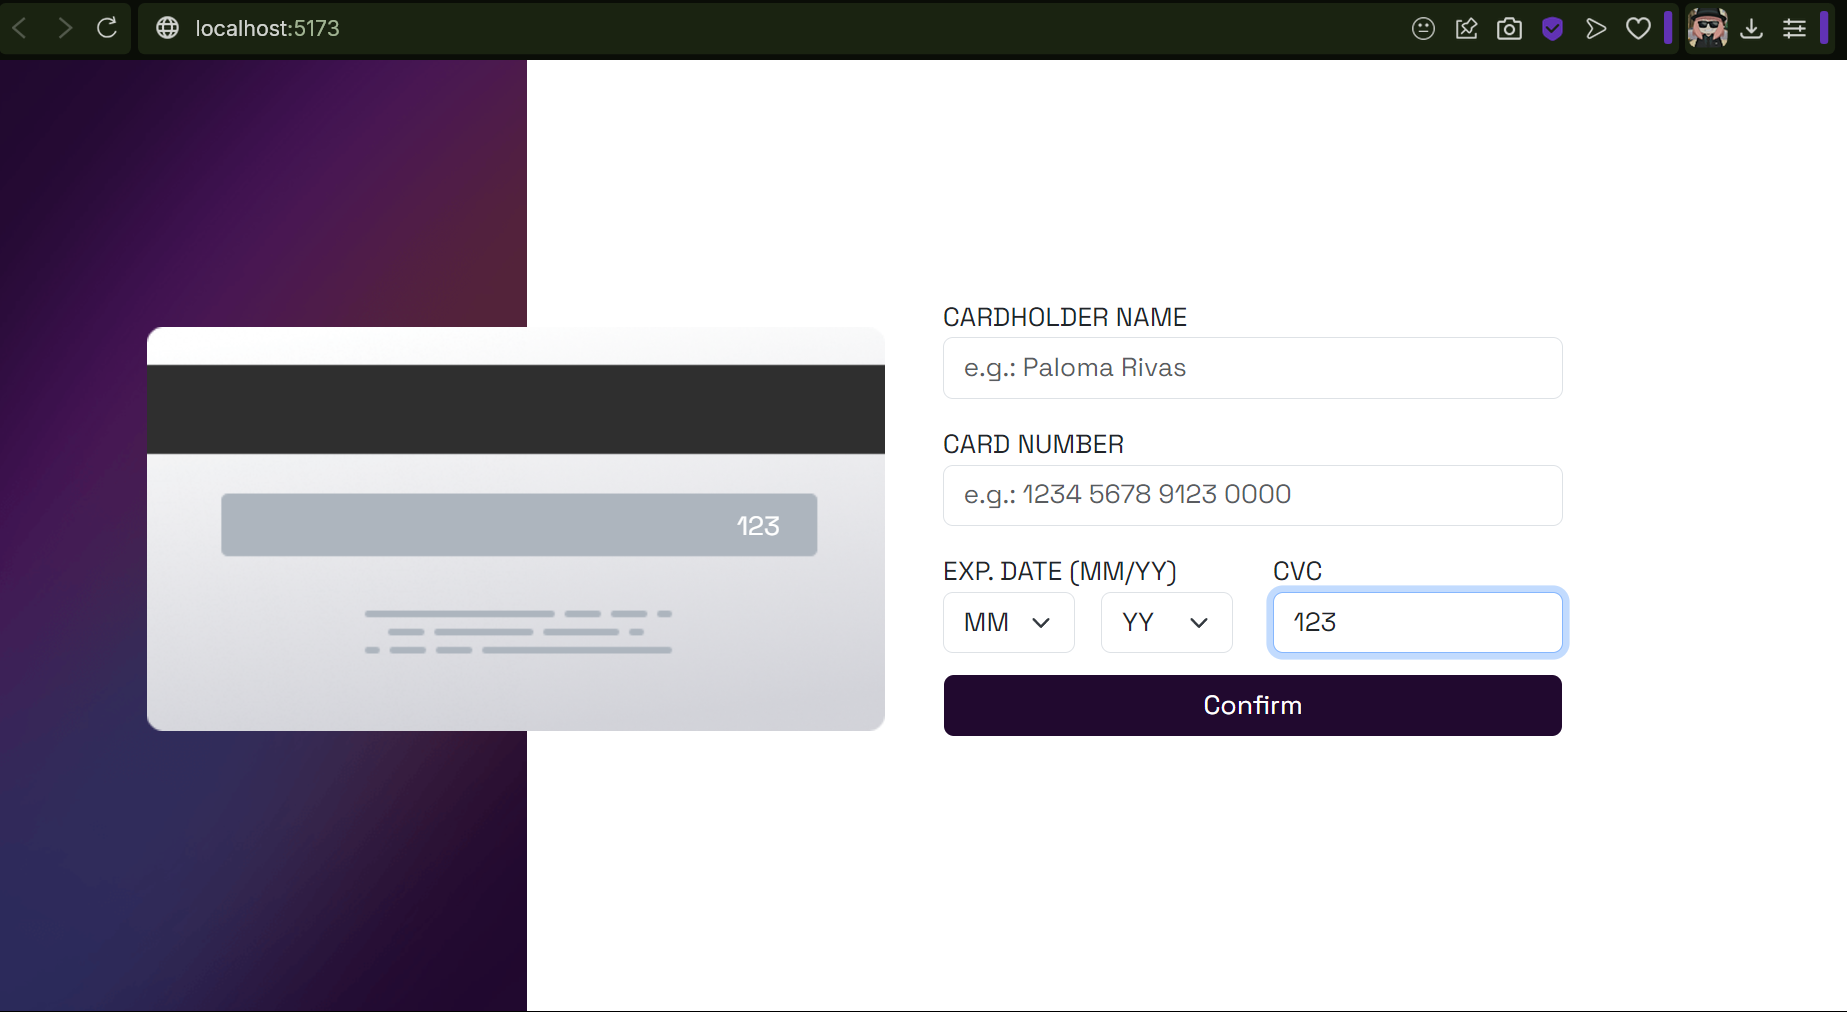 localhost:5173
CARDHOLDER NAME
e.g.: Paloma Rivas
CARD NUMBER
e.g.: 1234 5678 9123 0000
123
EXP. DATE (MM/YY)
CVC
MM
YY
123
Confirm